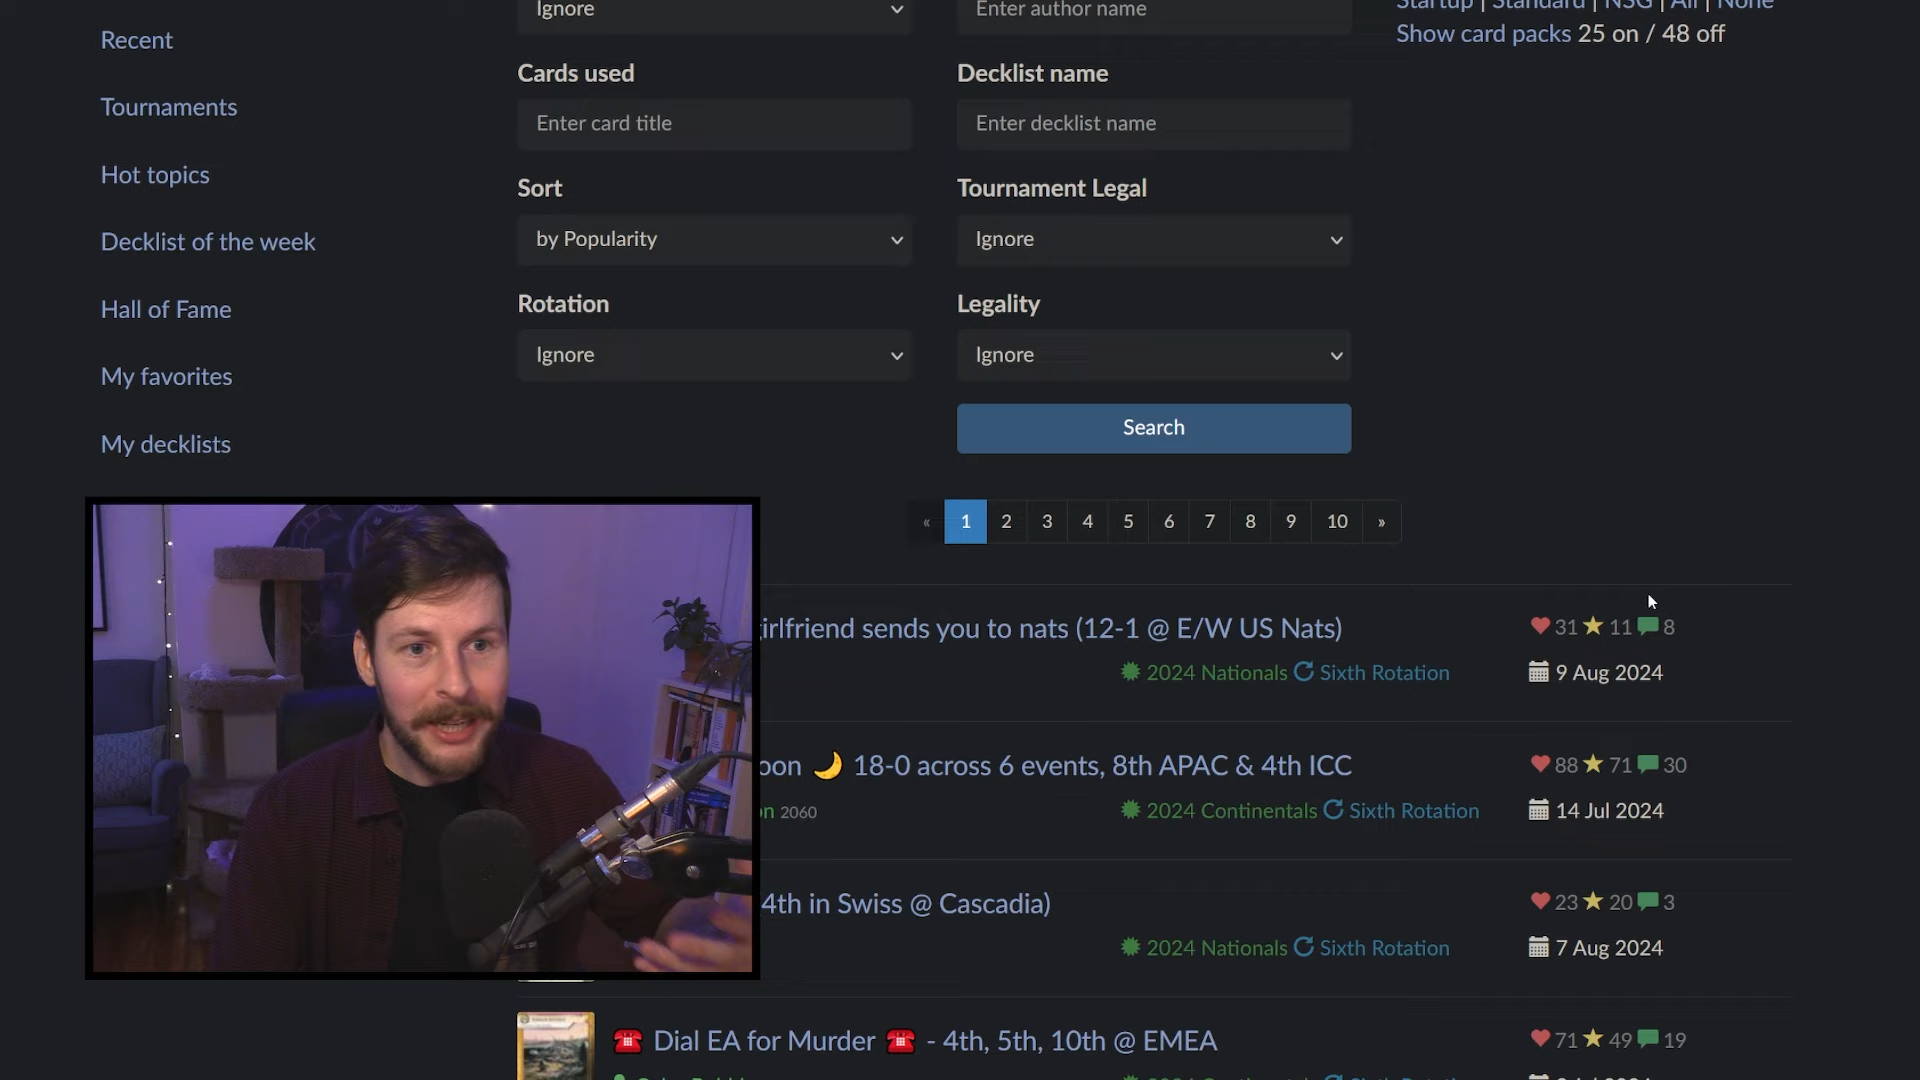 Ignore
Enter author name
Startup | Standard | NSG | All | None
Show card packs 25 on / 48 off
Recent
Tournaments
Hot topics
Decklist of the week
Hall of Fame
My favorites
My decklists
Cards used
Decklist name
Enter card title
Enter decklist name
Sort
Tournament Legal
by Popularity
Ignore
Rotation
Legality
Ignore
Ignore
Search
« 1 2 3 4 5 6 7 8 9 10 »
irlfriend sends you to nats (12-1 @ E/W US Nats)
31 11 8
2024 Nationals Sixth Rotation
9 Aug 2024
oon 🌙 18-0 across 6 events, 8th APAC & 4th ICC
88 71 30
n 2060
2024 Continentals Sixth Rotation
14 Jul 2024
4th in Swiss @ Cascadia)
23 20 3
2024 Nationals Sixth Rotation
7 Aug 2024
☎️ Dial EA for Murder ☎️ - 4th, 5th, 10th @ EMEA
71 49 19